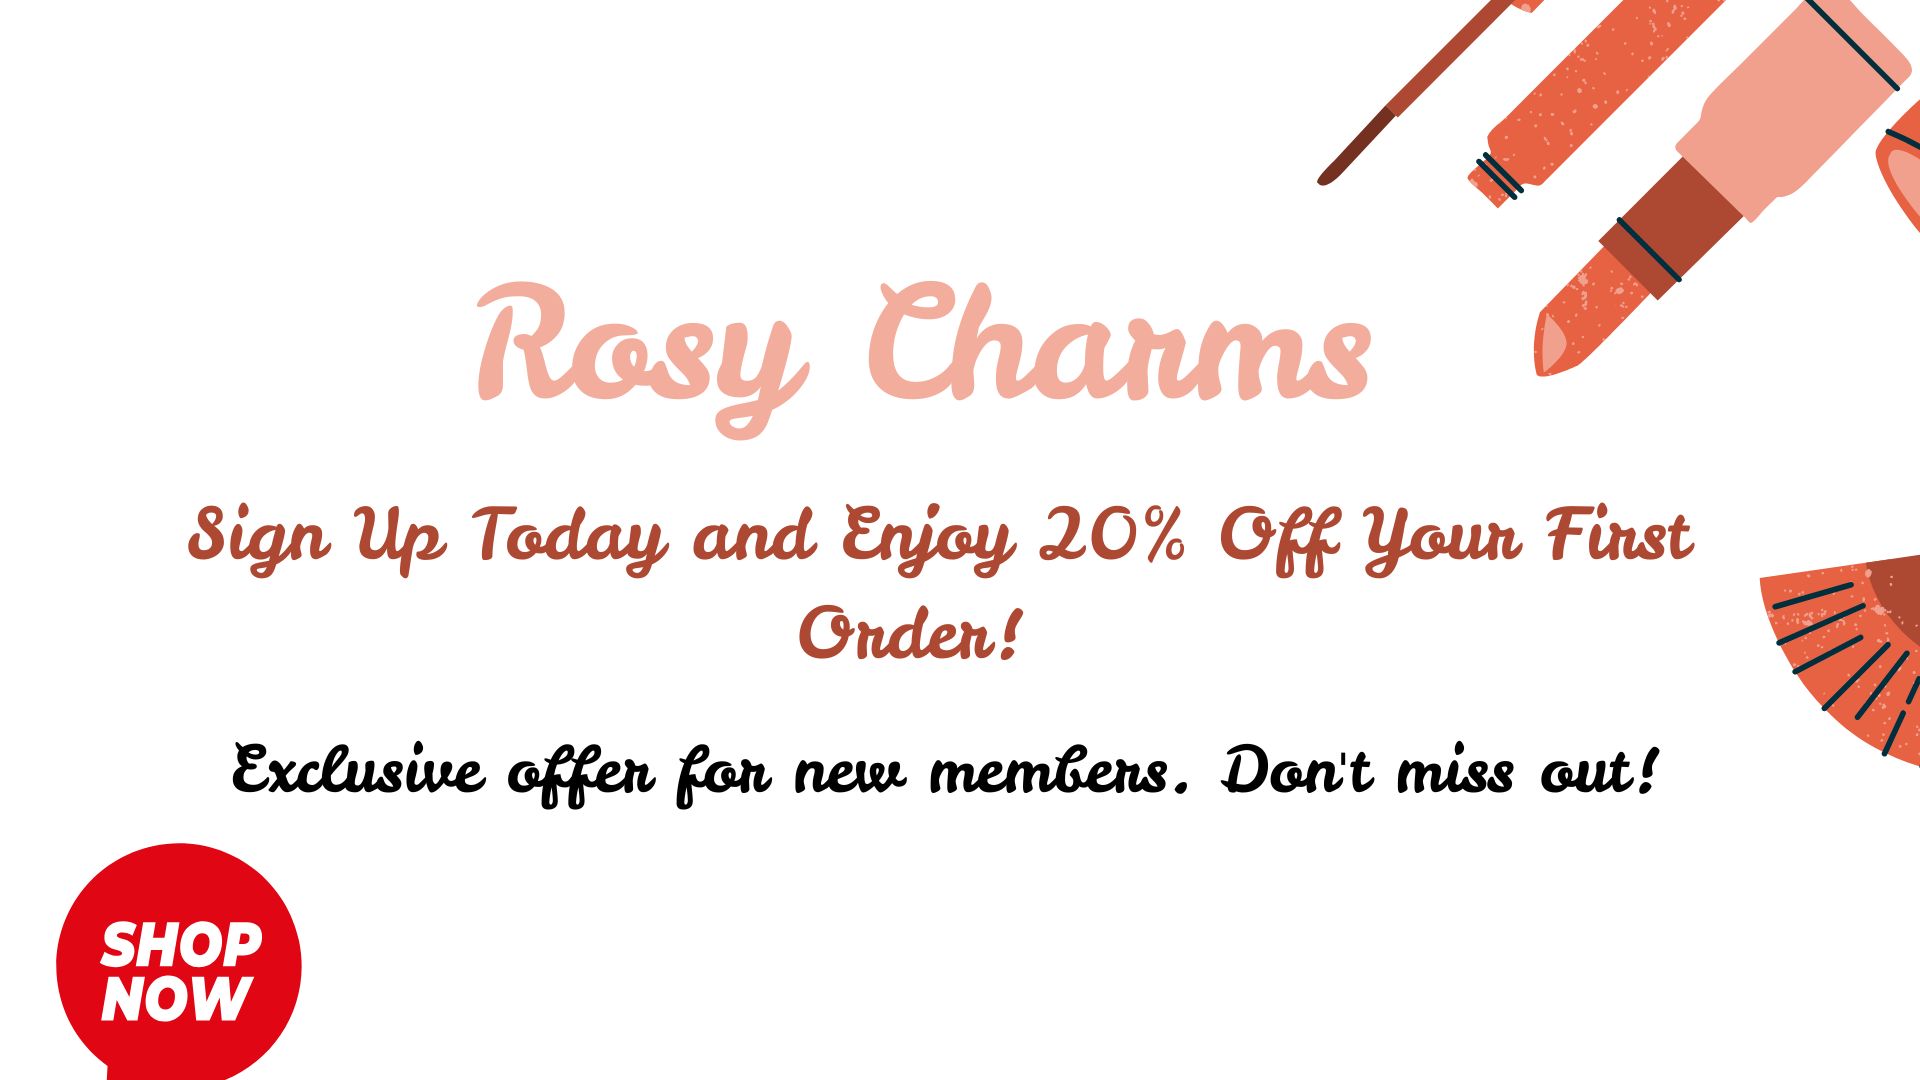 Rosy Charms
Sign Up Today and Enjoy 20% Off Your First
Order!
Exclusive offer for new members. Don't miss out!
SHOP
NOW